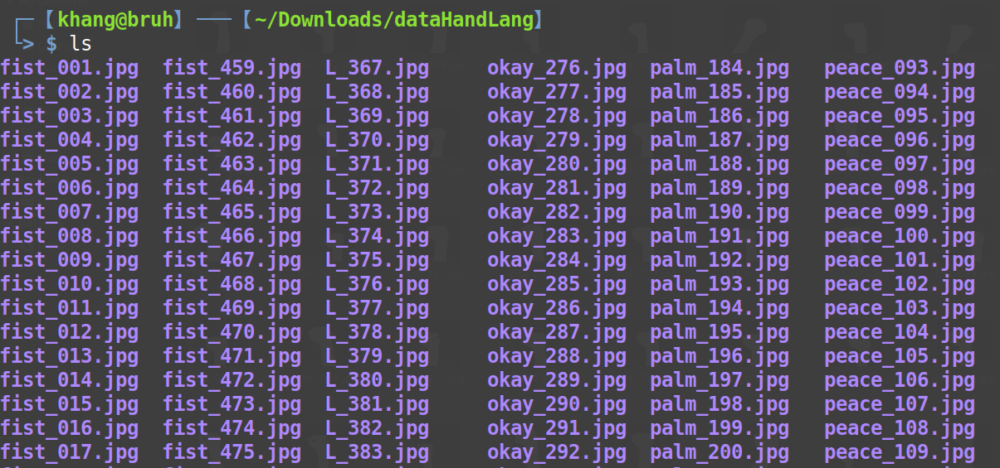 ┌─【khang@bruh】 ───【~/Downloads/dataHandLang】
└> $ ls
fist_001.jpg  fist_459.jpg  L_367.jpg     okay_276.jpg  palm_184.jpg   peace_093.jpg
fist_002.jpg  fist_460.jpg  L_368.jpg     okay_277.jpg  palm_185.jpg   peace_094.jpg
fist_003.jpg  fist_461.jpg  L_369.jpg     okay_278.jpg  palm_186.jpg   peace_095.jpg
fist_004.jpg  fist_462.jpg  L_370.jpg     okay_279.jpg  palm_187.jpg   peace_096.jpg
fist_005.jpg  fist_463.jpg  L_371.jpg     okay_280.jpg  palm_188.jpg   peace_097.jpg
fist_006.jpg  fist_464.jpg  L_372.jpg     okay_281.jpg  palm_189.jpg   peace_098.jpg
fist_007.jpg  fist_465.jpg  L_373.jpg     okay_282.jpg  palm_190.jpg   peace_099.jpg
fist_008.jpg  fist_466.jpg  L_374.jpg     okay_283.jpg  palm_191.jpg   peace_100.jpg
fist_009.jpg  fist_467.jpg  L_375.jpg     okay_284.jpg  palm_192.jpg   peace_101.jpg
fist_010.jpg  fist_468.jpg  L_376.jpg     okay_285.jpg  palm_193.jpg   peace_102.jpg
fist_011.jpg  fist_469.jpg  L_377.jpg     okay_286.jpg  palm_194.jpg   peace_103.jpg
fist_012.jpg  fist_470.jpg  L_378.jpg     okay_287.jpg  palm_195.jpg   peace_104.jpg
fist_013.jpg  fist_471.jpg  L_379.jpg     okay_288.jpg  palm_196.jpg   peace_105.jpg
fist_014.jpg  fist_472.jpg  L_380.jpg     okay_289.jpg  palm_197.jpg   peace_106.jpg
fist_015.jpg  fist_473.jpg  L_381.jpg     okay_290.jpg  palm_198.jpg   peace_107.jpg
fist_016.jpg  fist_474.jpg  L_382.jpg     okay_291.jpg  palm_199.jpg   peace_108.jpg
fist_017.jpg  fist_475.jpg  L_383.jpg     okay_292.jpg  palm_200.jpg   peace_109.jpg